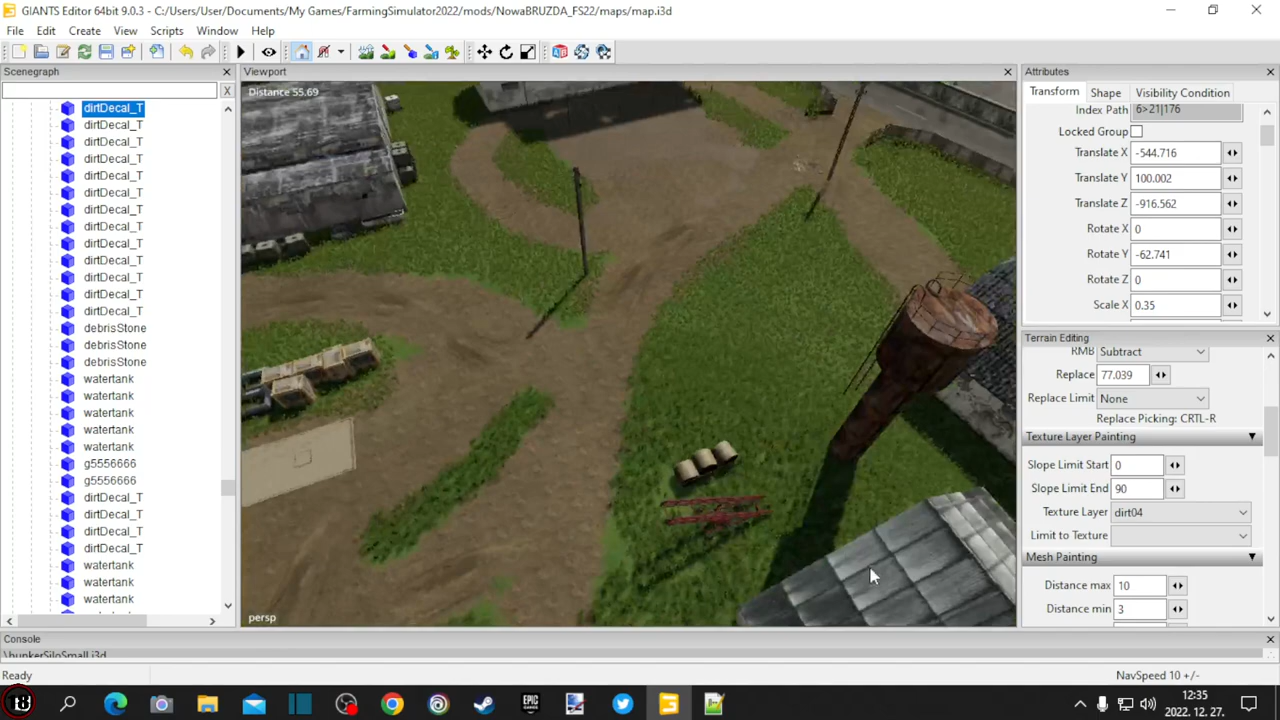 GIANTS Editor 64bit 9.0.3 - C:/Users/User/Documents/My Games/FarmingSimulator2022/mods/NowaBRUZDA_FS22/maps/map.i3d
File Edit Create View Scripts Window Help
Scenegraph
X
dirtDecal_T
dirtDecal_T
dirtDecal_T
dirtDecal_T
dirtDecal_T
dirtDecal_T
dirtDecal_T
dirtDecal_T
dirtDecal_T
dirtDecal_T
dirtDecal_T
dirtDecal_T
dirtDecal_T
debrisStone
debrisStone
debrisStone
watertank
watertank
watertank
watertank
watertank
g5556666
g5556666
dirtDecal_T
dirtDecal_T
dirtDecal_T
dirtDecal_T
watertank
watertank
watertank
Viewport
Distance 55.69
persp
Attributes
Transform Shape Visibility Condition
Index Path 6>21|176
Locked Group
Translate X -544.716
Translate Y 100.002
Translate Z -916.562
Rotate X 0
Rotate Y -62.741
Rotate Z 0
Scale X 0.35
Terrain Editing
RMB Subtract
Replace 77.039
Replace Limit None
Replace Picking: CRTL-R
Texture Layer Painting
Slope Limit Start 0
Slope Limit End 90
Texture Layer dirt04
Limit to Texture
Mesh Painting
Distance max 10
Distance min 3
Console
\bunkerSiloSmall.i3d
Ready
NavSpeed 10 +/-
EPIC GAMES
12:35
2022. 12. 27.